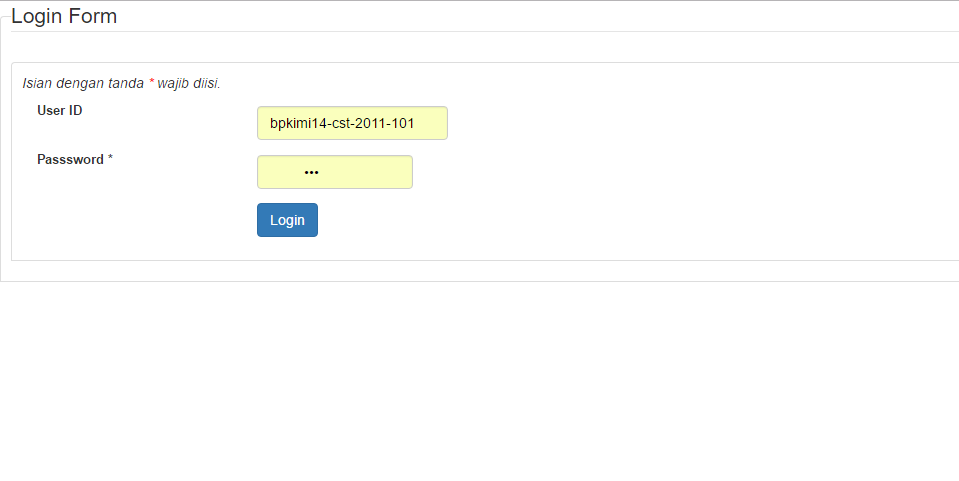 Login Form
Isian dengan tanda * wajib diisi.
User ID
bpkimi14-cst-2011-101
Passsword *
•••
Login